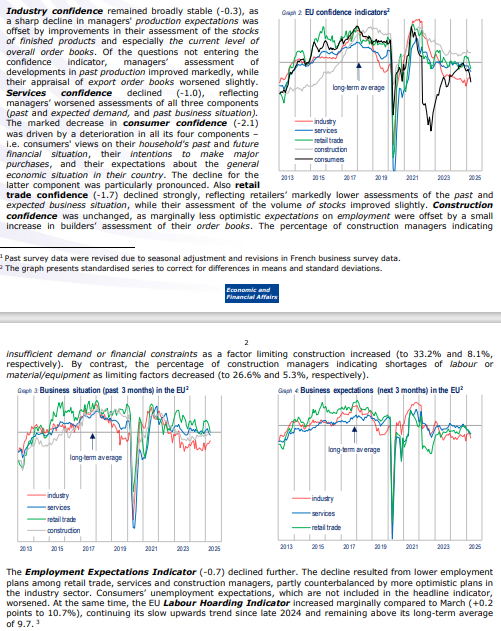 Industry confidence remained broadly stable (-0.3), as
a sharp decline in managers' production expectations was
offset by improvements in their assessment of the stocks
of finished products and especially the current level of
overall order books. Of the questions not entering the
confidence indicator, managers' assessment of
developments in past production improved markedly, while
their appraisal of export order books worsened slightly.
Services confidence declined (-1.0), reflecting
managers' worsened assessments of all three components
(past and expected demand, and past business situation).
The marked decrease in consumer confidence (-2.1)
was driven by a deterioration in all its four components –
i.e. consumers' views on their household's past and future
financial situation, their intentions to make major
purchases, and their expectations about the general
economic situation in their country. The decline for the
latter component was particularly pronounced. Also retail
trade confidence (-1.7) declined strongly, reflecting retailers' markedly lower assessments of the past and
expected business situation, while their assessment of the volume of stocks improved slightly. Construction
confidence was unchanged, as marginally less optimistic expectations on employment were offset by a small
increase in builders' assessment of their order books. The percentage of construction managers indicating
Graph 2: EU confidence indicators²
long-term average
industry
services
retail trade
construction
consumers
2013 2015 2017 2019 2021 2023 2025
¹ Past survey data were revised due to seasonal adjustment and revisions in French business survey data.
² The graph presents standardised series to correct for differences in means and standard deviations.
Economic and
Financial Affairs
2
insufficient demand or financial constraints as a factor limiting construction increased (to 33.2% and 8.1%,
respectively). By contrast, the percentage of construction managers indicating shortages of labour or
material/equipment as limiting factors decreased (to 26.6% and 5.3%, respectively).
Graph 3: Business situation (past 3 months) in the EU²
long-term average
industry
services
retail trade
construction
2013 2015 2017 2019 2021 2023 2025
Graph 4: Business expectations (next 3 months) in the EU²
long-term average
industry
services
retail trade
2013 2015 2017 2019 2021 2023 2025
The Employment Expectations Indicator (-0.7) declined further. The decline resulted from lower employment
plans among retail trade, services and construction managers, partly counterbalanced by more optimistic plans
in the industry sector. Consumers' unemployment expectations, which are not included in the headline indicator,
worsened. At the same time, the EU Labour Hoarding Indicator increased marginally compared to March (+0.2
points to 10.7%), continuing its slow upwards trend since late 2024 and remaining above its long-term average
of 9.7. ³